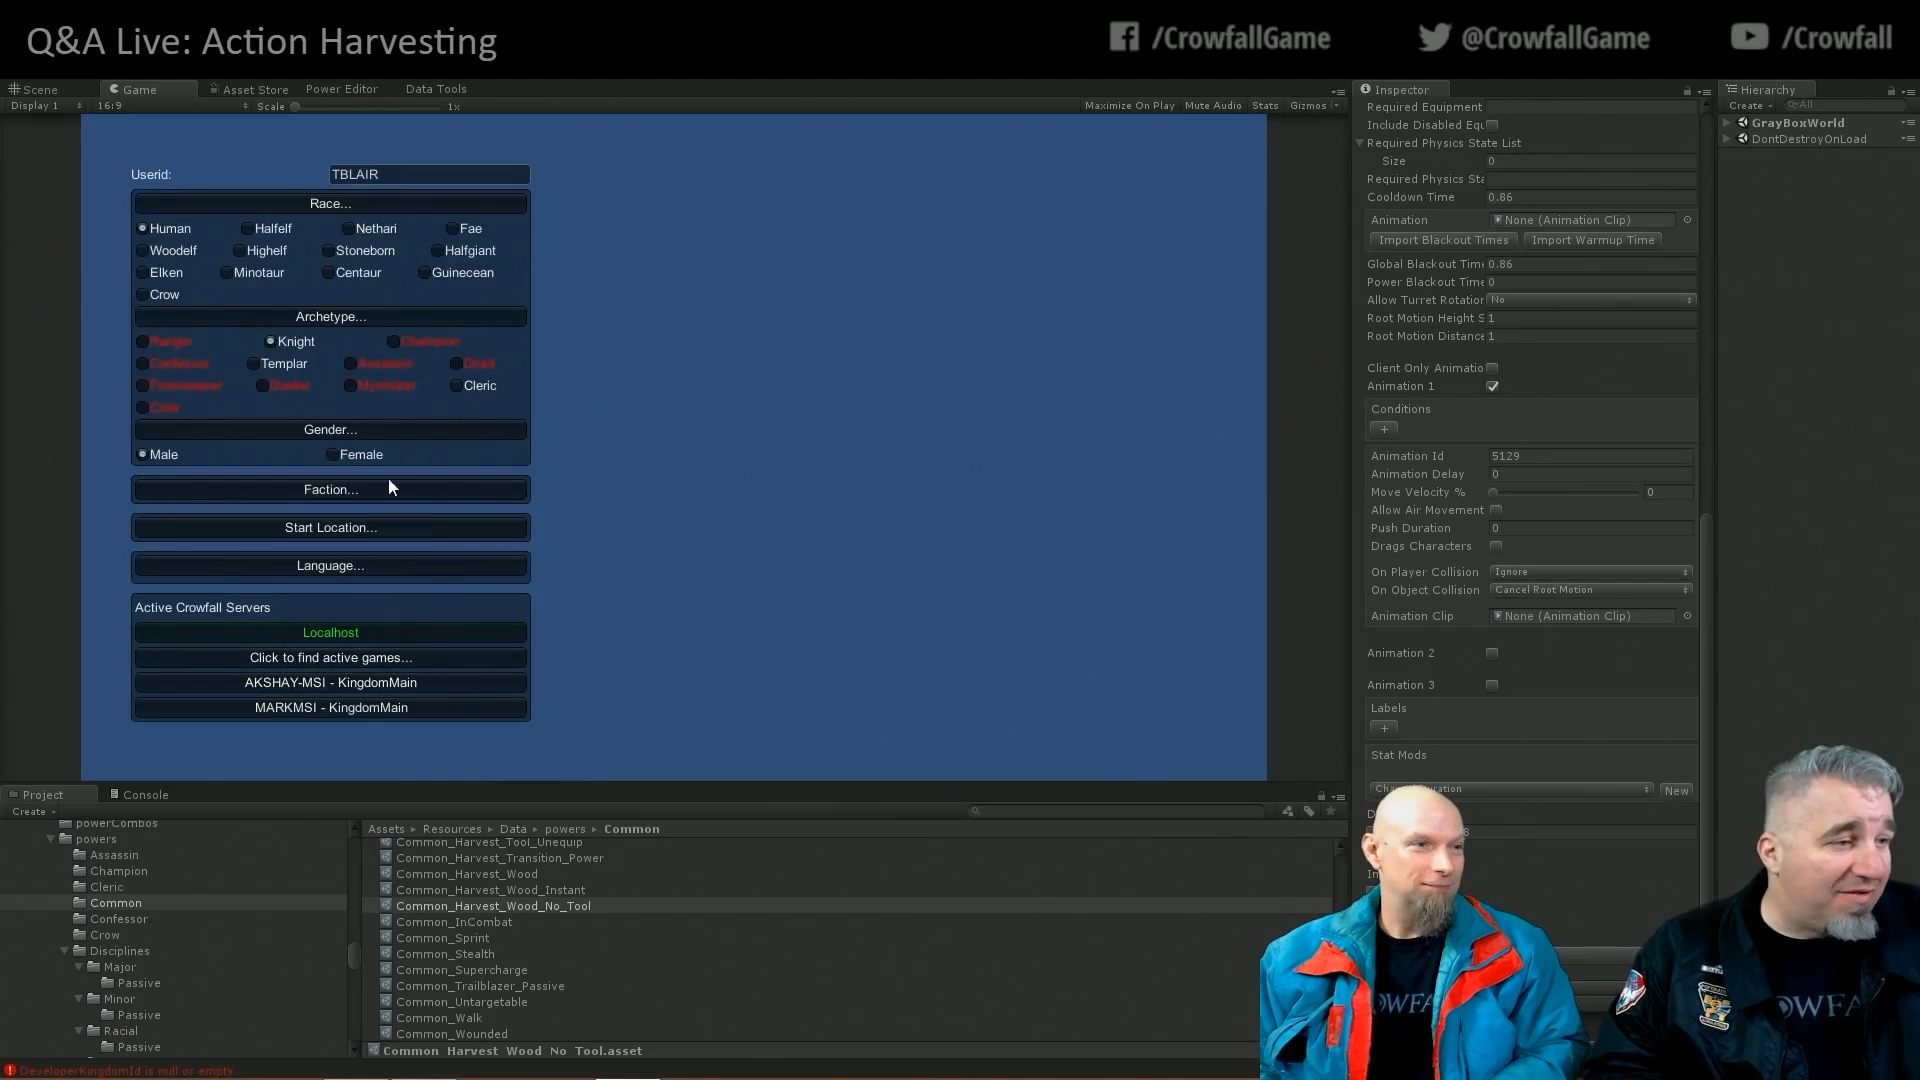 Q&A Live: Action Harvesting
/CrowfallGame @CrowfallGame /Crowfall
Scene Game Asset Store Power Editor Data Tools
Display 1 16:9 Scale 1x Maximize On Play Mute Audio Stats Gizmos
Userid: TBLAIR
Race...
Human Halfelf Nethari Fae
Woodelf Highelf Stoneborn Halfgiant
Elken Minotaur Centaur Guinecean
Crow
Archetype...
Ranger Knight Champion
Confessor Templar Assassin Druid
Frostweaver Duelist Myrmidon Cleric
Crow
Gender...
Male Female
Faction...
Start Location...
Language...
Active Crowfall Servers
Localhost
Click to find active games...
AKSHAY-MSI - KingdomMain
MARKMSI - KingdomMain
Inspector
Required Equipment
Include Disabled Equ
Required Physics State List
Size 0
Required Physics Sta
Cooldown Time 0.86
Animation None (Animation Clip)
Import Blackout Times Import Warmup Time
Global Blackout Time 0.86
Power Blackout Time 0
Allow Turret Rotation No
Root Motion Height S 1
Root Motion Distance 1
Client Only Animatio
Animation 1
Conditions
+
Animation Id 5129
Animation Delay 0
Move Velocity % 0
Allow Air Movement
Push Duration 0
Drags Characters
On Player Collision Ignore
On Object Collision Cancel Root Motion
Animation Clip None (Animation Clip)
Animation 2
Animation 3
Labels
+
Stat Mods
New
Hierarchy
Create All
GrayBoxWorld
DontDestroyOnLoad
Project Console
Create
powerCombos
powers
Assassin
Champion
Cleric
Common
Confessor
Crow
Disciplines
Major
Passive
Minor
Passive
Racial
Passive
Assets Resources Data powers Common
Common_Harvest_Tool_Unequip
Common_Harvest_Transition_Power
Common_Harvest_Wood
Common_Harvest_Wood_Instant
Common_Harvest_Wood_No_Tool
Common_InCombat
Common_Sprint
Common_Stealth
Common_Supercharge
Common_Trailblazer_Passive
Common_Untargetable
Common_Walk
Common_Wounded
Common_Harvest_Wood_No_Tool.asset
DeveloperKingdomId is null or empty